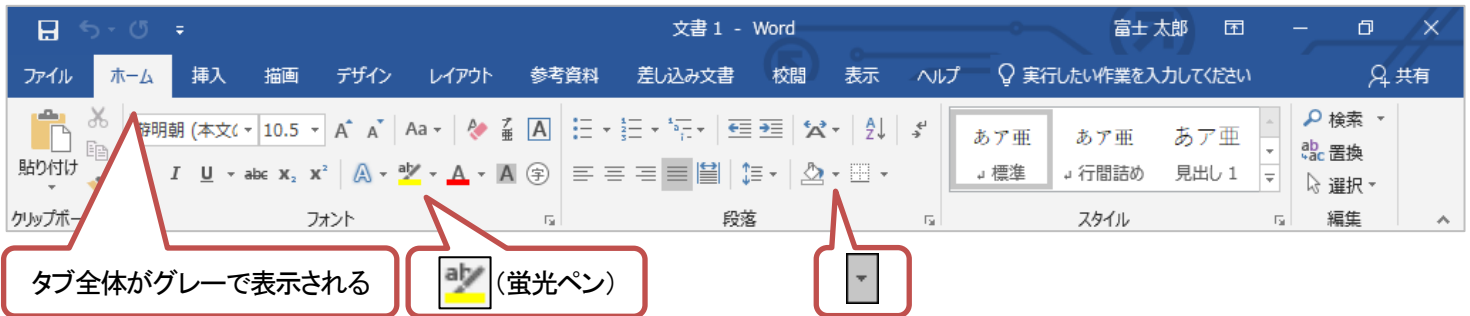 文書 1 - Word 富士 太郎
ファイル ホーム 挿入 描画 デザイン レイアウト 参考資料 差し込み文書 校閲 表示 ヘルプ 実行したい作業を入力してください 共有
游明朝 (本文( 10.5 A A Aa A
貼り付け
I U abc X₂ X² A aby A A 字
あア亜 あア亜 あア亜
標準 行間詰め 見出し 1
検索
置換
選択
クリップボー フォント 段落 スタイル 編集
タブ全体がグレーで表示される
aby (蛍光ペン)